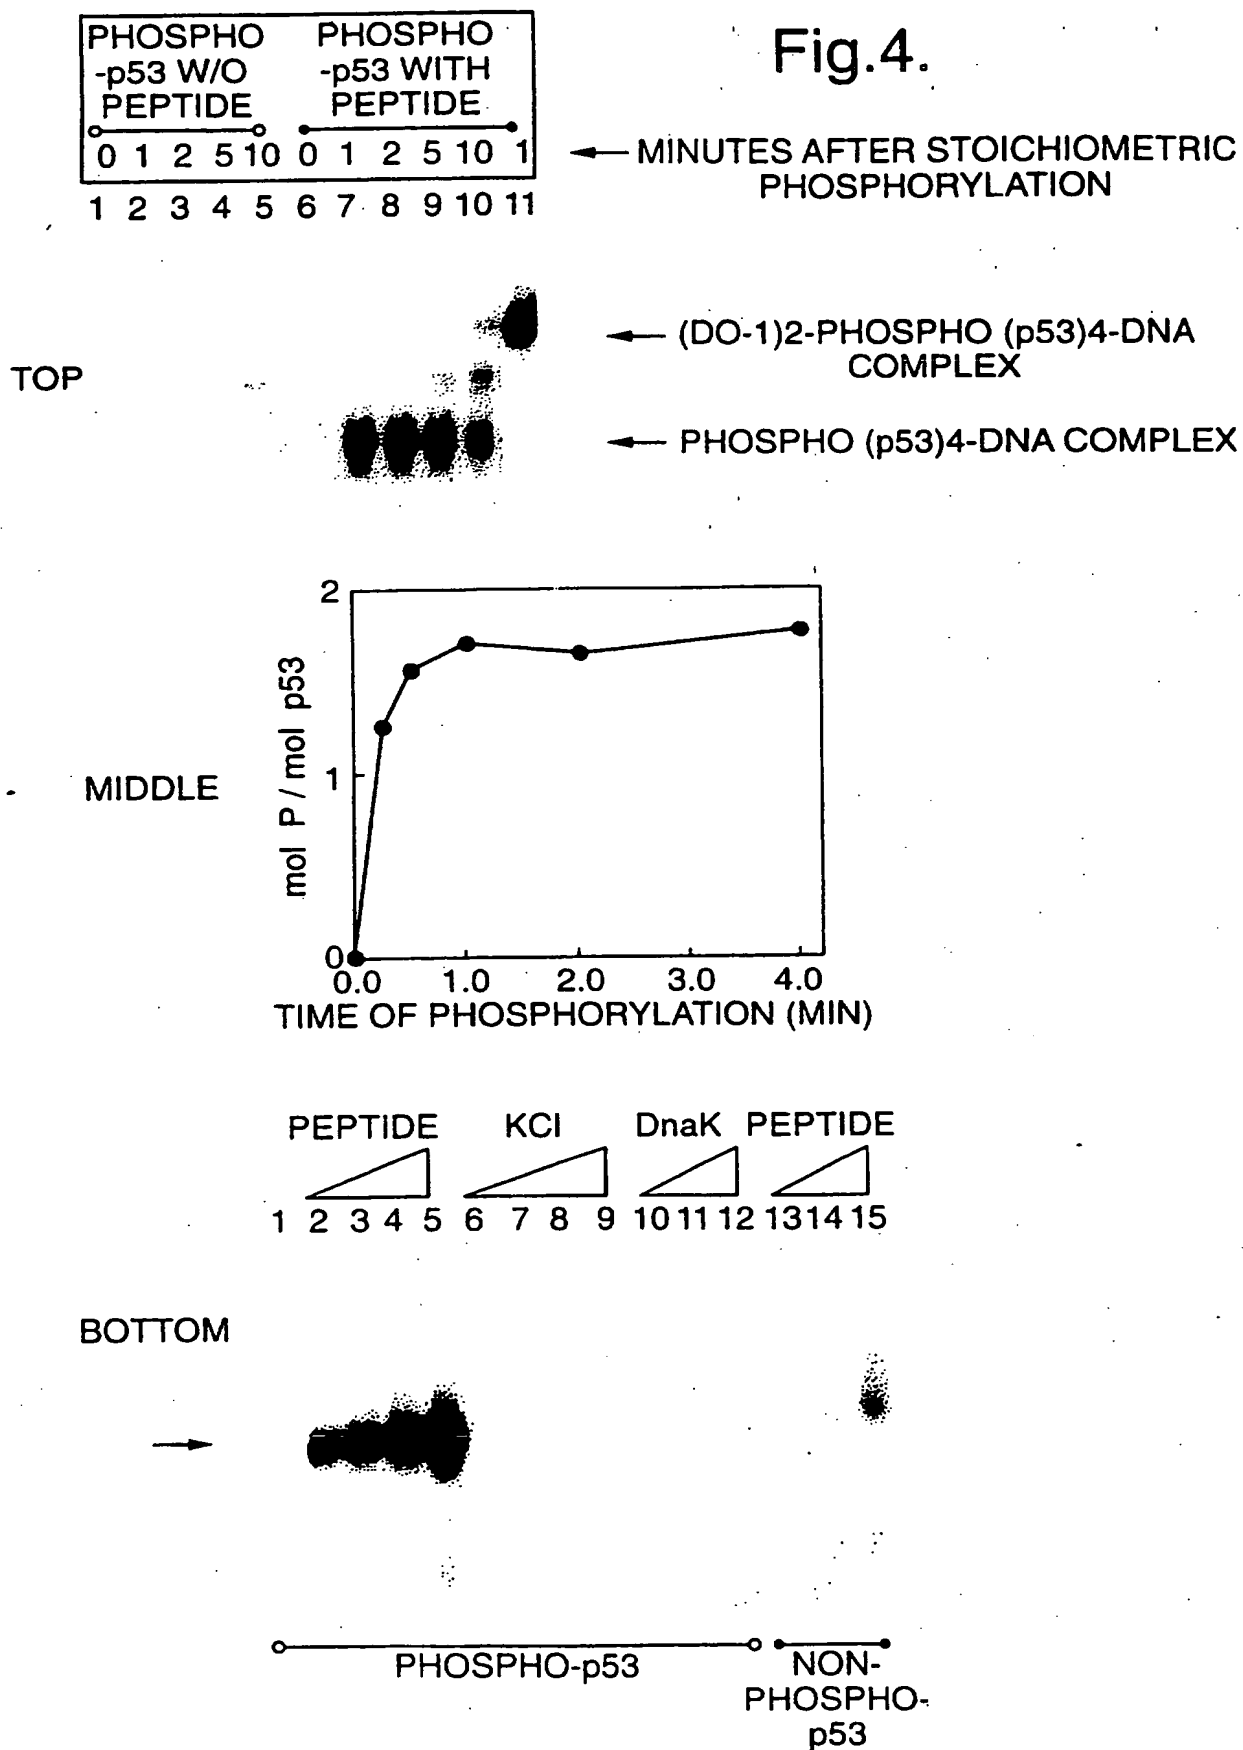 Fig.4.
PHOSPHO PHOSPHO
-p53 W/O -p53 WITH
PEPTIDE PEPTIDE
0 1 2 5 10 0 1 2 5 10 1
MINUTES AFTER STOICHIOMETRIC
PHOSPHORYLATION
1 2 3 4 5 6 7 8 9 10 11
TOP
(DO-1)2-PHOSPHO (p53)4-DNA
COMPLEX
PHOSPHO (p53)4-DNA COMPLEX
MIDDLE
mol P / mol p53
2
1
0
0.0 1.0 2.0 3.0 4.0
TIME OF PHOSPHORYLATION (MIN)
PEPTIDE KCl DnaK PEPTIDE
1 2 3 4 5 6 7 8 9 10 11 12 13 14 15
BOTTOM
PHOSPHO-p53
NON-
PHOSPHO-
p53